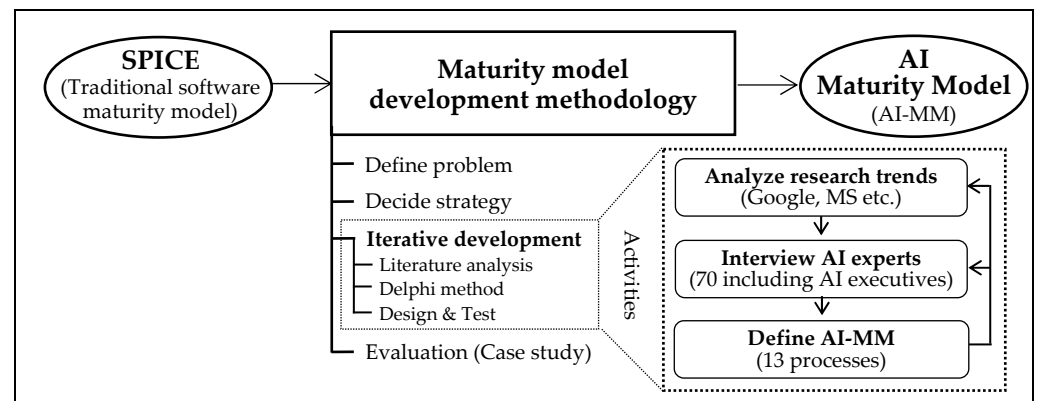 SPICE
(Traditional software
maturity model)
Maturity model
development methodology
AI
Maturity Model
(AI-MM)
Define problem
Decide strategy
Iterative development
Literature analysis
Delphi method
Design & Test
Evaluation (Case study)
Activities
Analyze research trends
(Google, MS etc.)
Interview AI experts
(70 including AI executives)
Define AI-MM
(13 processes)